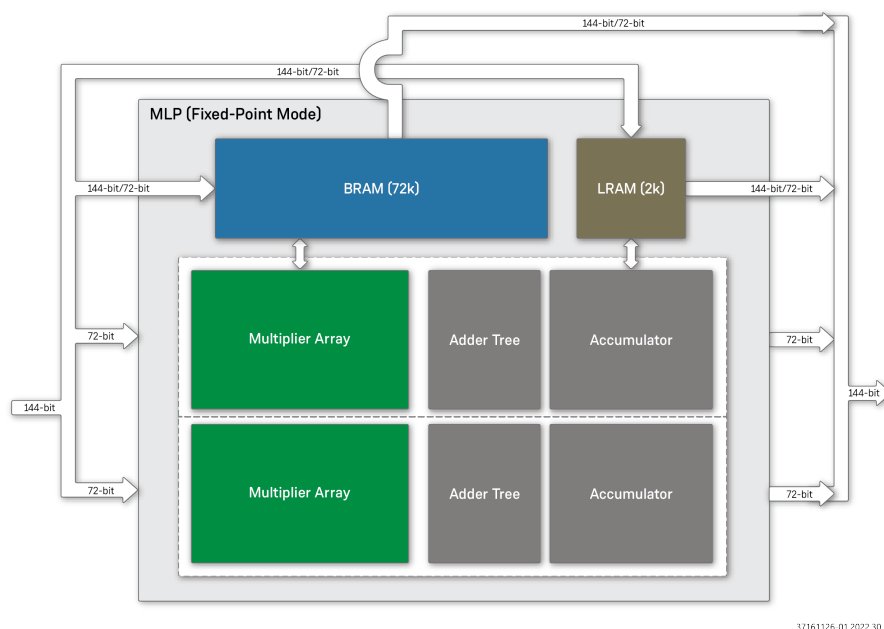 144-bit/72-bit
144-bit/72-bit
MLP (Fixed-Point Mode)
144-bit/72-bit
BRAM (72k)
LRAM (2k)
144-bit/72-bit
72-bit
Multiplier Array
Adder Tree
Accumulator
72-bit
144-bit
144-bit
72-bit
Multiplier Array
Adder Tree
Accumulator
72-bit
37161126-01.2022.30